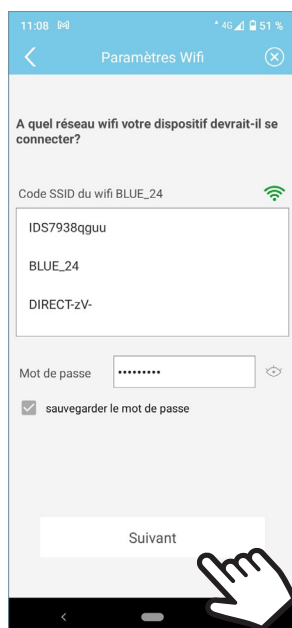 11:08 4G 51 %
Paramètres Wifi
A quel réseau wifi votre dispositif devrait-il se
connecter?
Code SSID du wifi BLUE_24
IDS7938qguu
BLUE_24
DIRECT-zV-
Mot de passe •••••••••
sauvegarder le mot de passe
Suivant